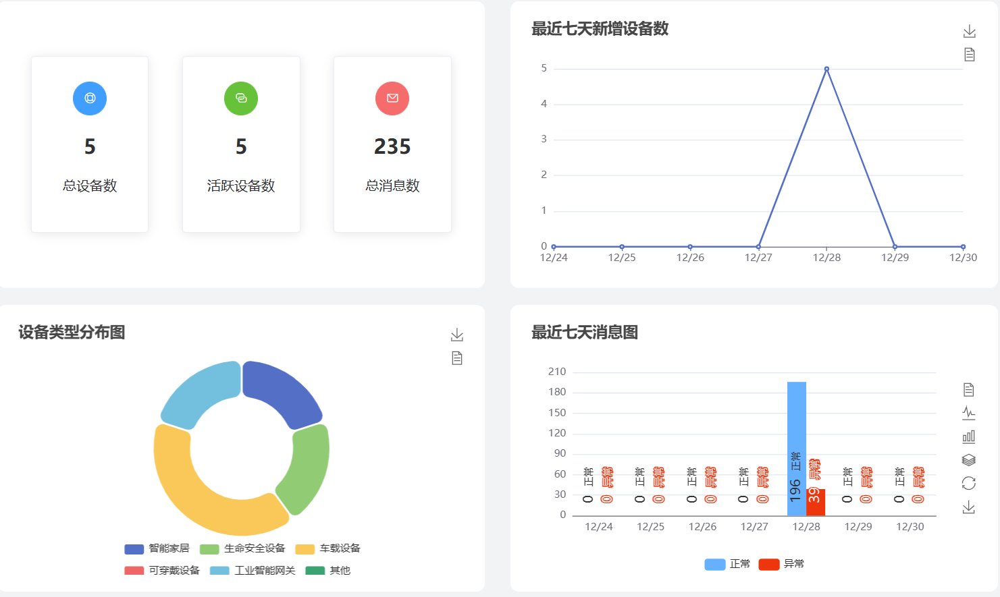 5
总设备数
5
活跃设备数
235
总消息数
最近七天新增设备数
5
4
3
2
1
0
12/24 12/25 12/26 12/27 12/28 12/29 12/30
设备类型分布图
智能家居 生命安全设备 车载设备
可穿戴设备 工业智能网关 其他
最近七天消息图
210
180
150
120
90
60
30
0
0 正常 0 异常 0 正常 0 异常 0 正常 0 异常 0 正常 0 异常 196 正常 39 异常 0 正常 0 异常 0 正常 0 异常
12/24 12/25 12/26 12/27 12/28 12/29 12/30
正常 异常